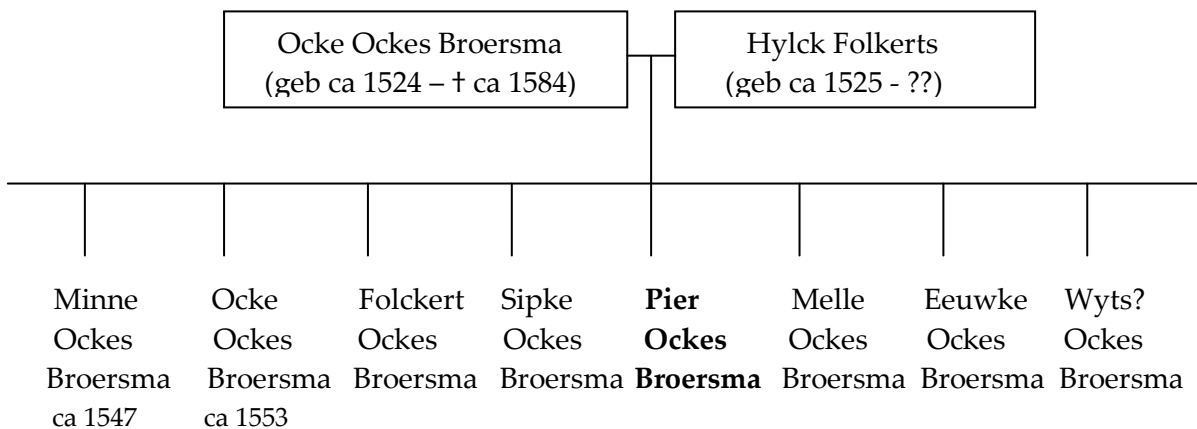 Ocke Ockes Broersma
(geb ca 1524 – † ca 1584)
Hylck Folkerts
(geb ca 1525 - ??)
Minne
Ockes
Broersma
ca 1547
Ocke
Ockes
Broersma
ca 1553
Folckert
Ockes
Broersma
Sipke
Ockes
Broersma
Pier
Ockes
Broersma
Melle
Ockes
Broersma
Eeuwke
Ockes
Broersma
Wyts?
Ockes
Broersma